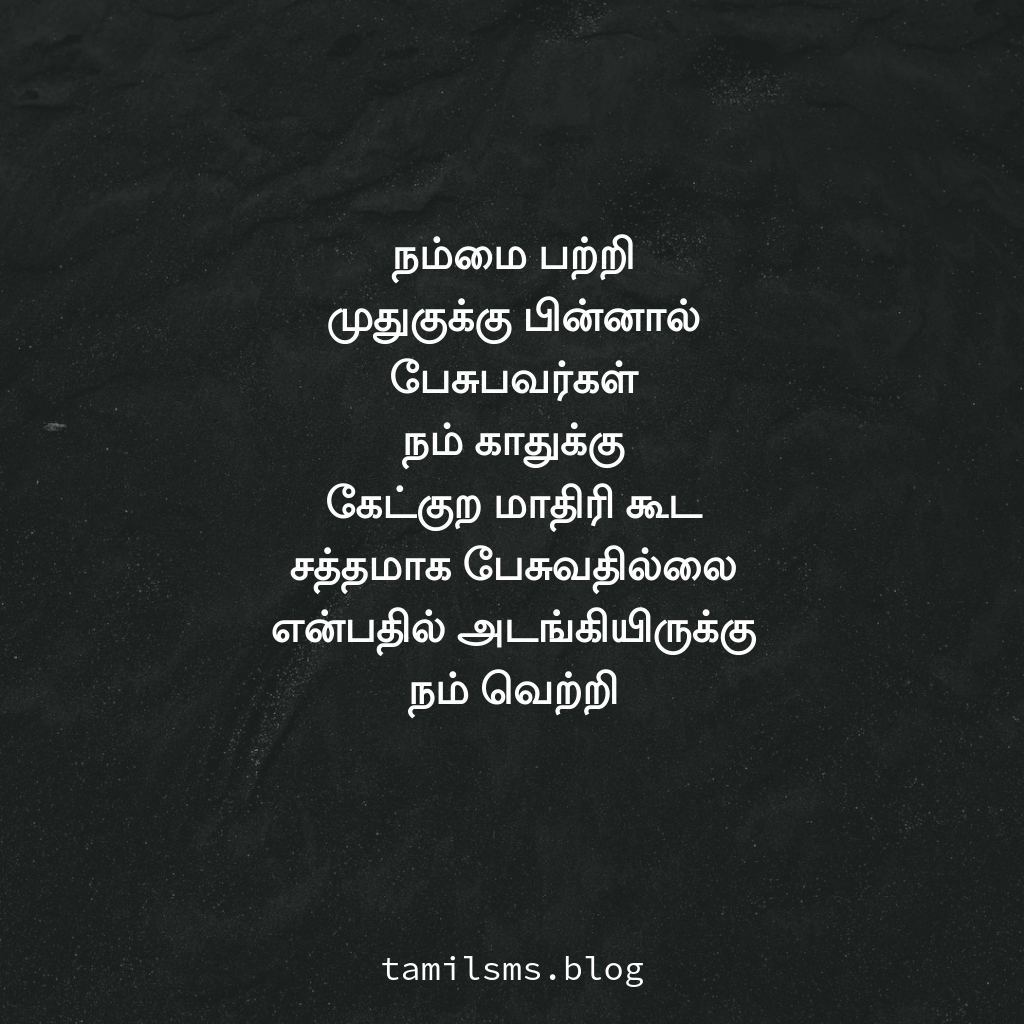 நம்மை பற்றி
முதுகுக்கு பின்னால்
பேசுபவர்கள்
நம் காதுக்கு
கேட்குற மாதிரி கூட
சத்தமாக பேசுவதில்லை
என்பதில் அடங்கியிருக்கு
நம் வெற்றி
tamilsms.blog